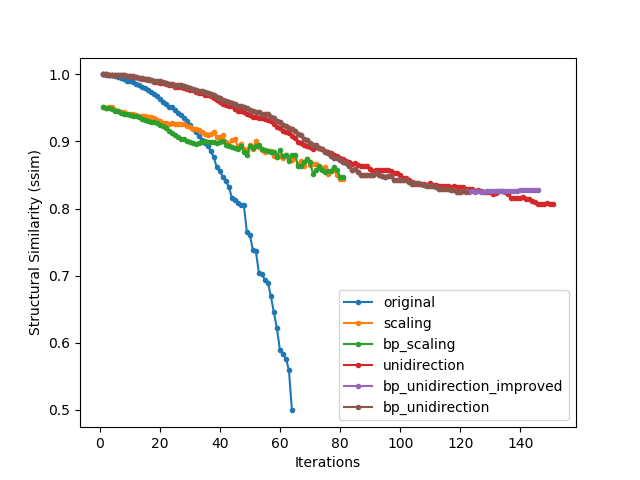 1.0
0.9
0.8
0.7
0.6
0.5
Structural Similarity (ssim)
original
scaling
bp_scaling
unidirection
bp_unidirection_improved
bp_unidirection
0 20 40 60 80 100 120 140
Iterations